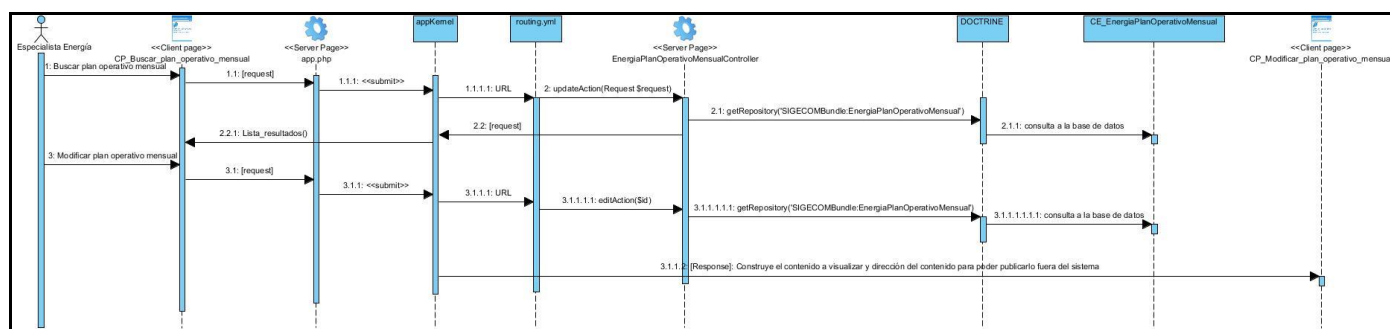 appKernel
routing.yml
DOCTRINE
CE_EnergiaPlanOperativoMensual
Especialista Energía
<<Client page>>
CP_Buscar_plan_operativo_mensual
<<Server Page>>
app.php
<<Server Page>>
EnergiaPlanOperativoMensualController
<<Client page>>
CP_Modificar_plan_operativo_mensual
1: Buscar plan operativo mensual
1.1: [request]
1.1.1: <<submit>>
1.1.1.1: URL
2: updateAction(Request $request)
2.1: getRepository('SIGECOMBundle:EnergiaPlanOperativoMensual')
2.1.1: consulta a la base de datos
2.2: [request]
2.2.1: Lista_resultados()
3: Modificar plan operativo mensual
3.1: [request]
3.1.1: <<submit>>
3.1.1.1: URL
3.1.1.1.1: editAction($id)
3.1.1.1.1.1: getRepository('SIGECOMBundle:EnergiaPlanOperativoMensual')
3.1.1.1.1.1.1: consulta a la base de datos
3.1.1.2: [Response]: Construye el contenido a visualizar y dirección del contenido para poder publicarlo fuera del sistema